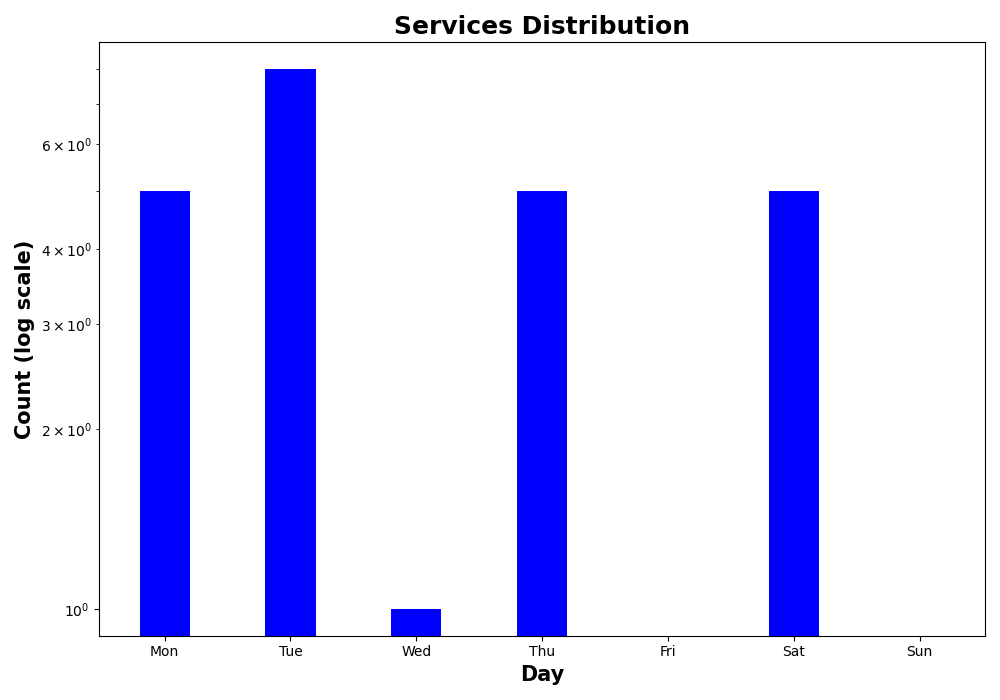 Services Distribution
Count (log scale)
6 × 10⁰
4 × 10⁰
3 × 10⁰
2 × 10⁰
10⁰
Mon Tue Wed Thu Fri Sat Sun
Day